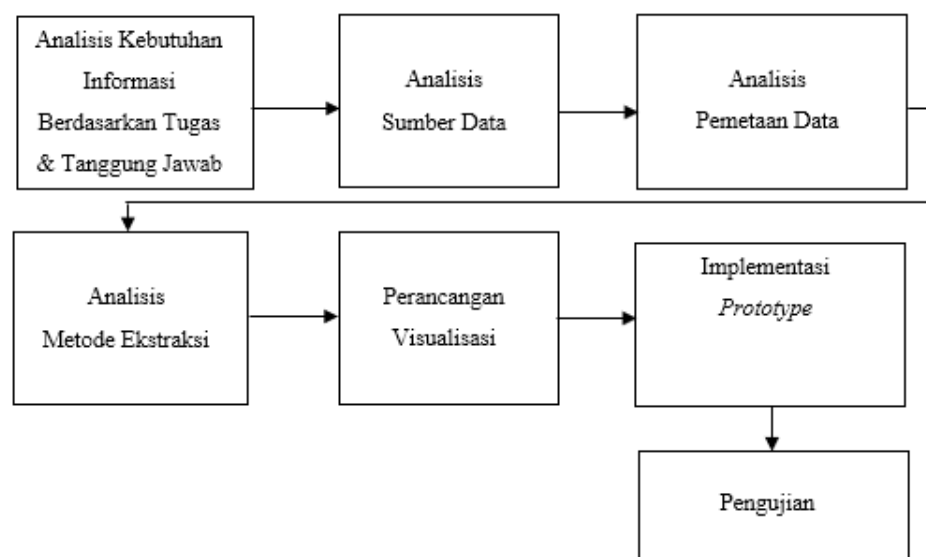 Analisis Kebutuhan
Informasi
Berdasarkan Tugas
& Tanggung Jawab
Analisis
Sumber Data
Analisis
Pemetaan Data
Analisis
Metode Ekstraksi
Perancangan
Visualisasi
Implementasi
Prototype
Pengujian